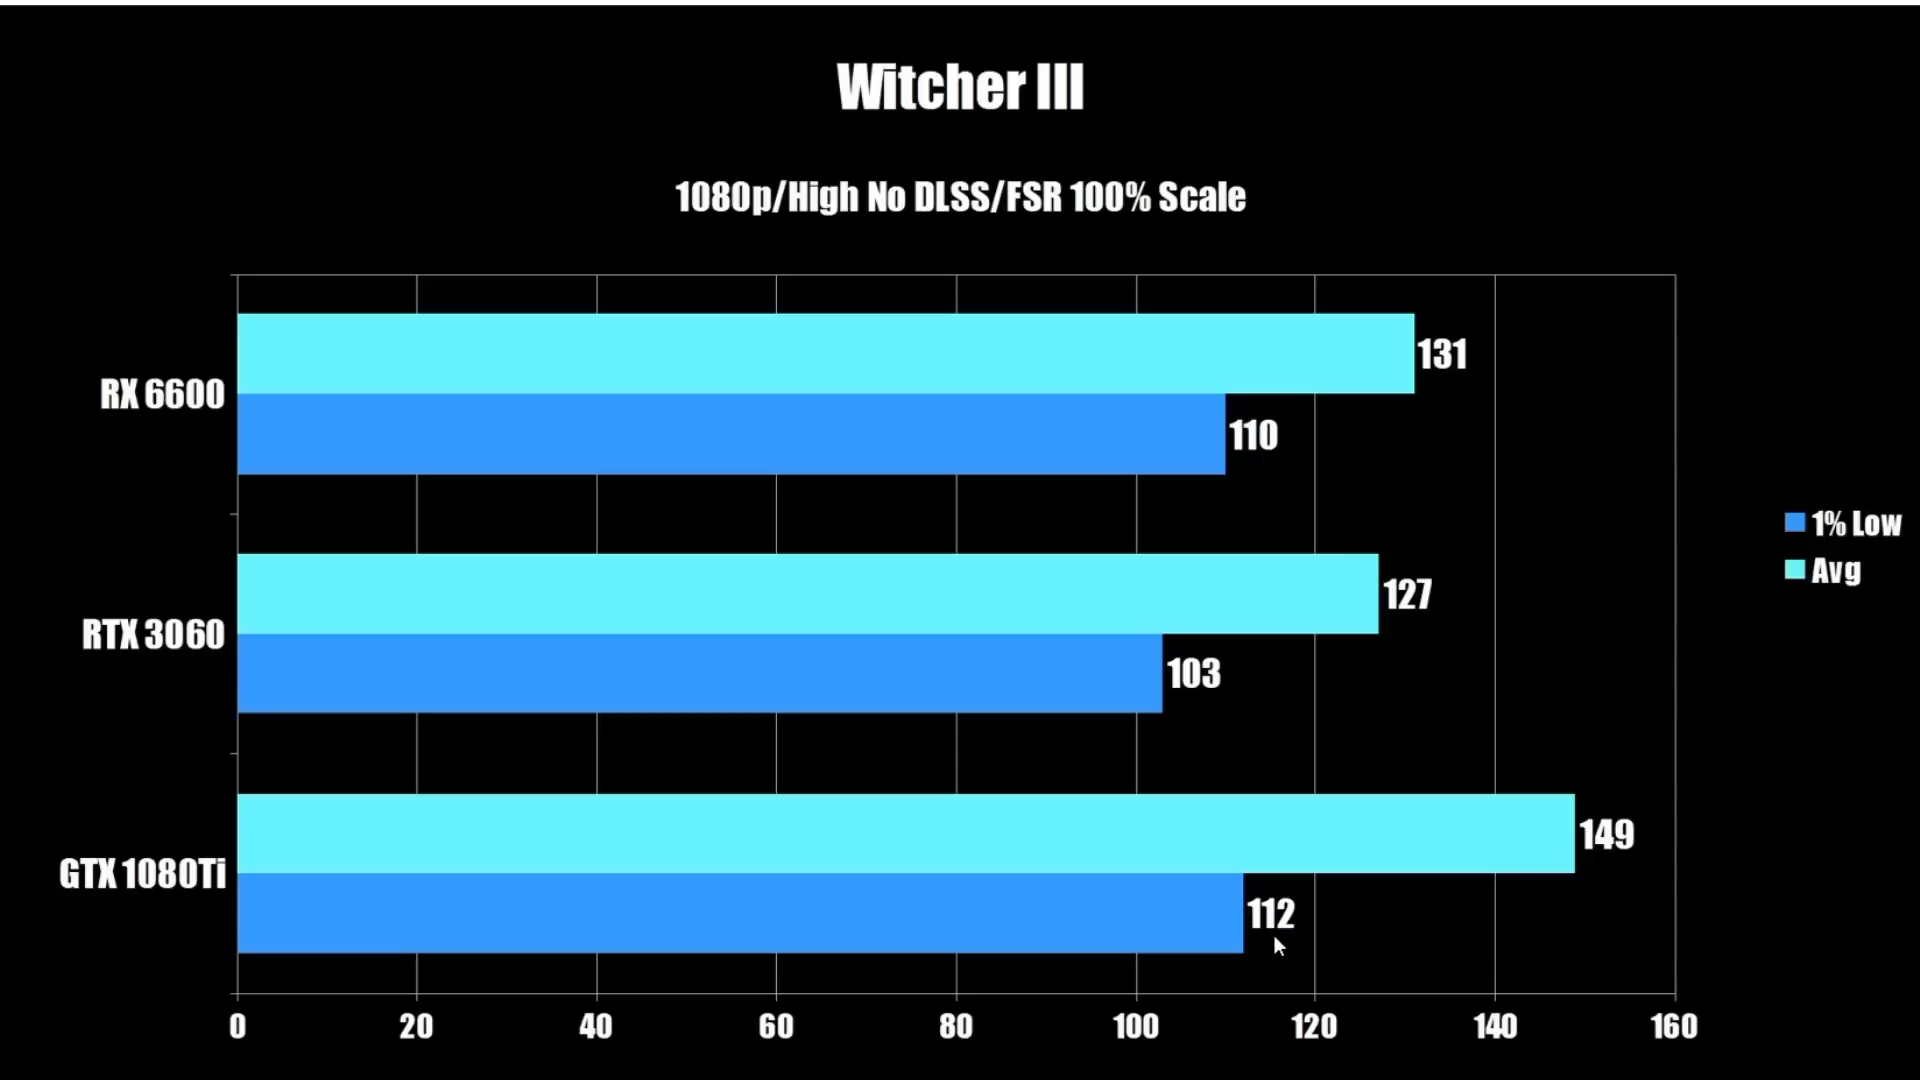 Witcher III
1080p/High No DLSS/FSR 100% Scale
RX 6600
131
110
RTX 3060
127
103
GTX 1080Ti
149
112
1% Low
Avg
0 20 40 60 80 100 120 140 160